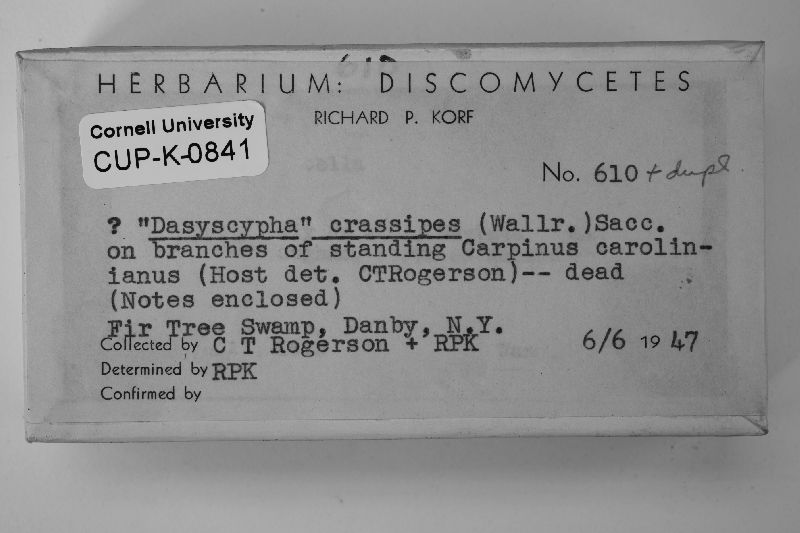 HERBARIUM: DISCOMYCETES
RICHARD P. KORF
Cornell University
CUP-K-0841
No. 610 + dupl.
? "Dasyscypha" crassipes (Wallr.)Sacc.
on branches of standing Carpinus carolin-
ianus (Host det. CTRogerson)-- dead
(Notes enclosed)
Fir Tree Swamp, Danby, N.Y.
Collected by C T Rogerson + RPK 6/6 1947
Determined by RPK
Confirmed by